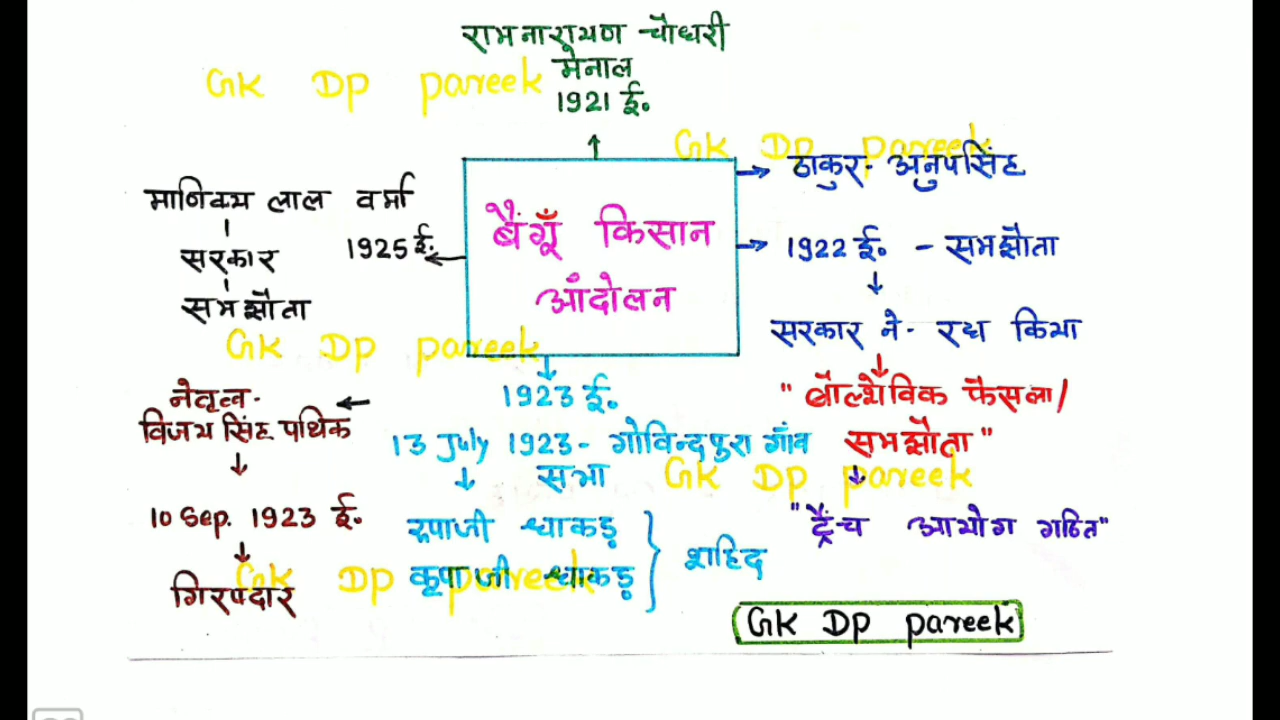 रामनारायण चौधरी
मेनाल
1921 ई.
GK DP pareek
GK DP pareek
ठाकुर- अनुपसिंह
माणिक्य लाल वर्मा
सरकार
समझौता
1925 ई.
बैंगूँ किसान
आंदोलन
1922 ई. - समझौता
सरकार ने - रद्य किया
"बॉल्शेविक फैसला/
समझौता"
"ट्रैन्च आयोग गठित"
GK DP pareek
1923 ई.
13 July 1923 - गोविन्दपुरा गाँव
सभा
GK DP pareek
रूपाजी धाकड़
कृपाजी धाकड़
शहिद
नेतृत्व-
विजय सिंह पथिक
10 Sep. 1923 ई.
गिरफ्दार
GK DP pareek
GK DP pareek